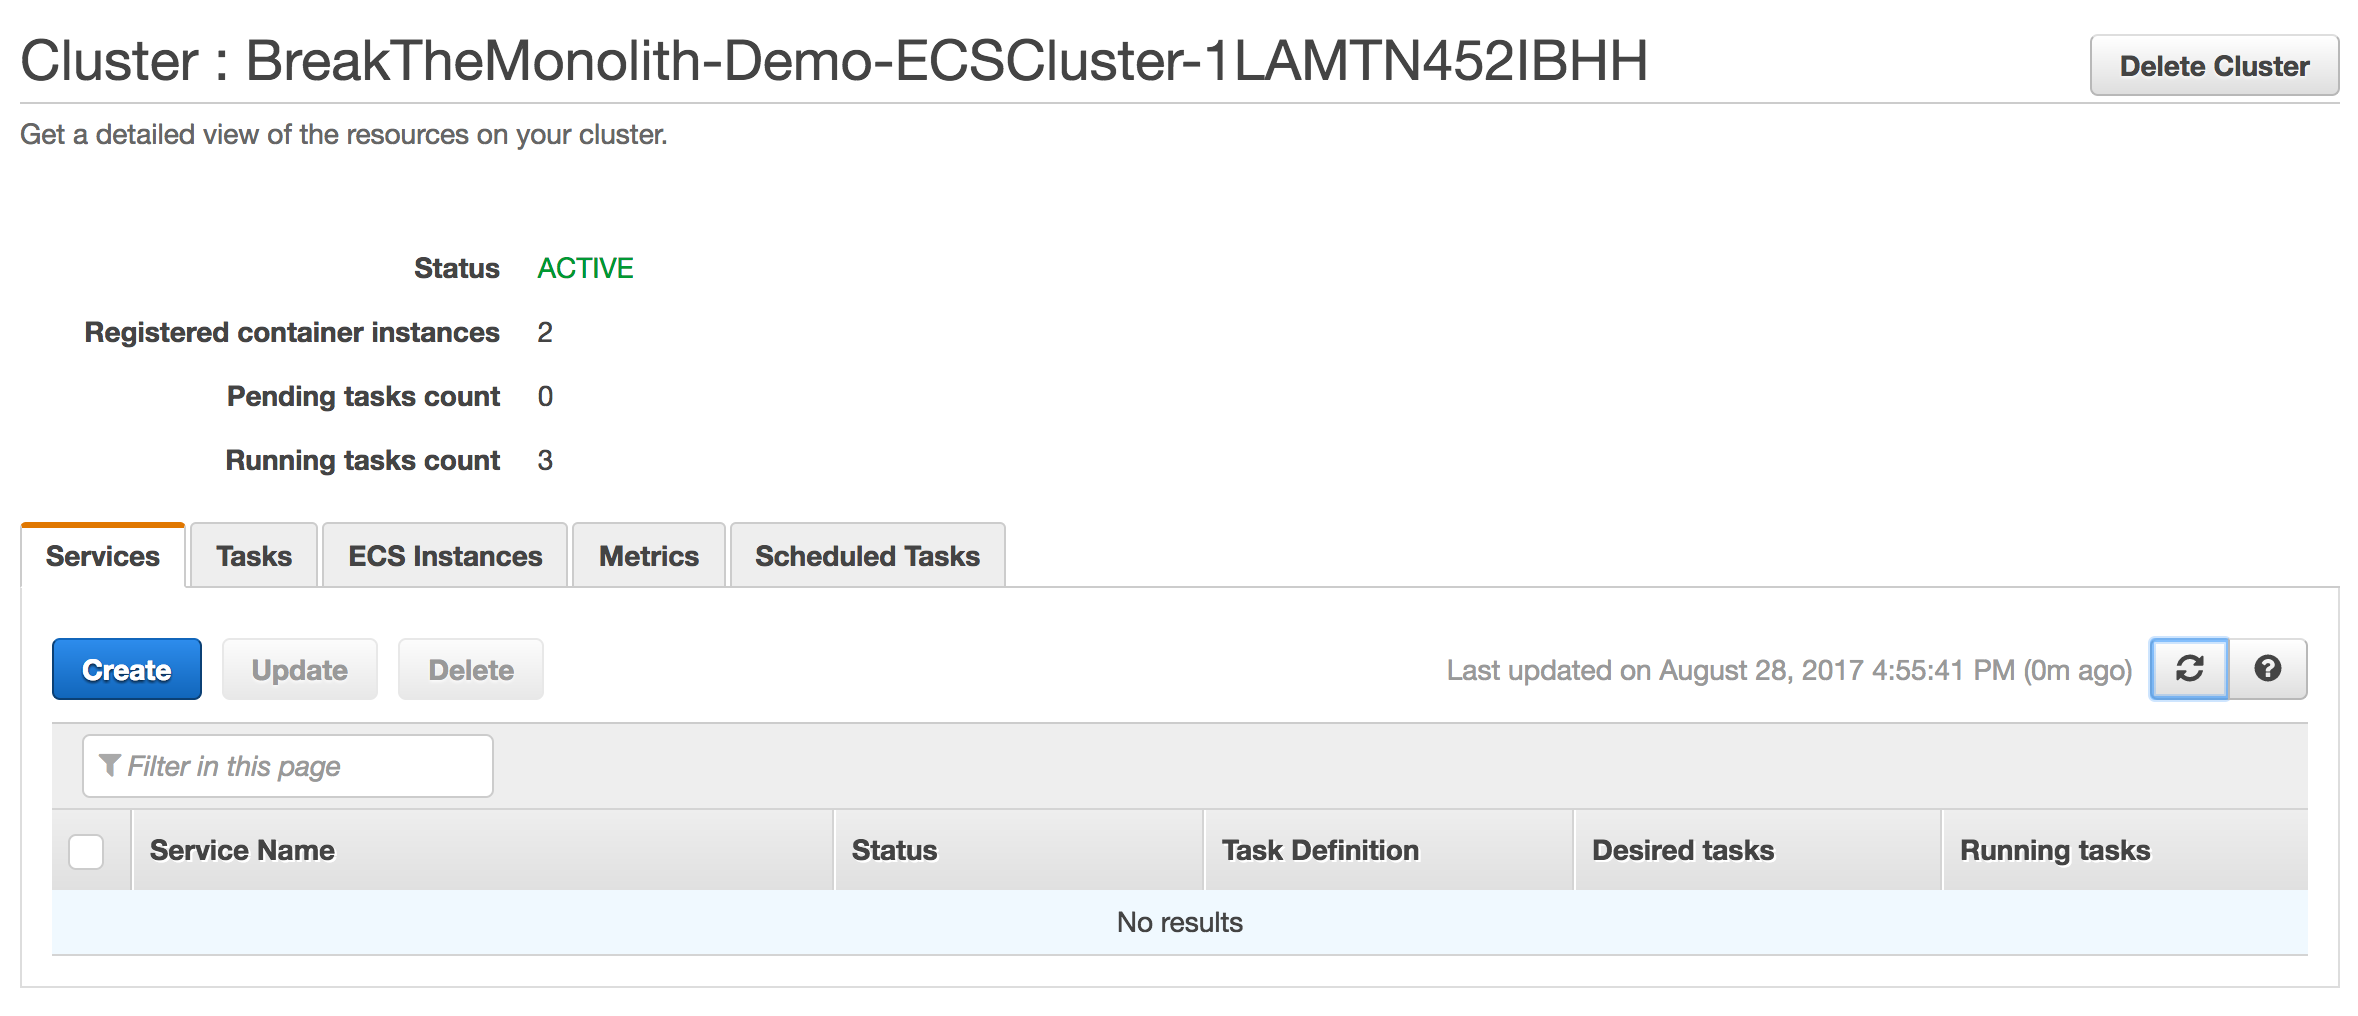 Cluster : BreakTheMonolith-Demo-ECSCluster-1LAMTN452IBHH
Delete Cluster
Get a detailed view of the resources on your cluster.
Status ACTIVE
Registered container instances 2
Pending tasks count 0
Running tasks count 3
Services Tasks ECS Instances Metrics Scheduled Tasks
Create Update Delete Last updated on August 28, 2017 4:55:41 PM (0m ago)
Filter in this page
Service Name Status Task Definition Desired tasks Running tasks
No results